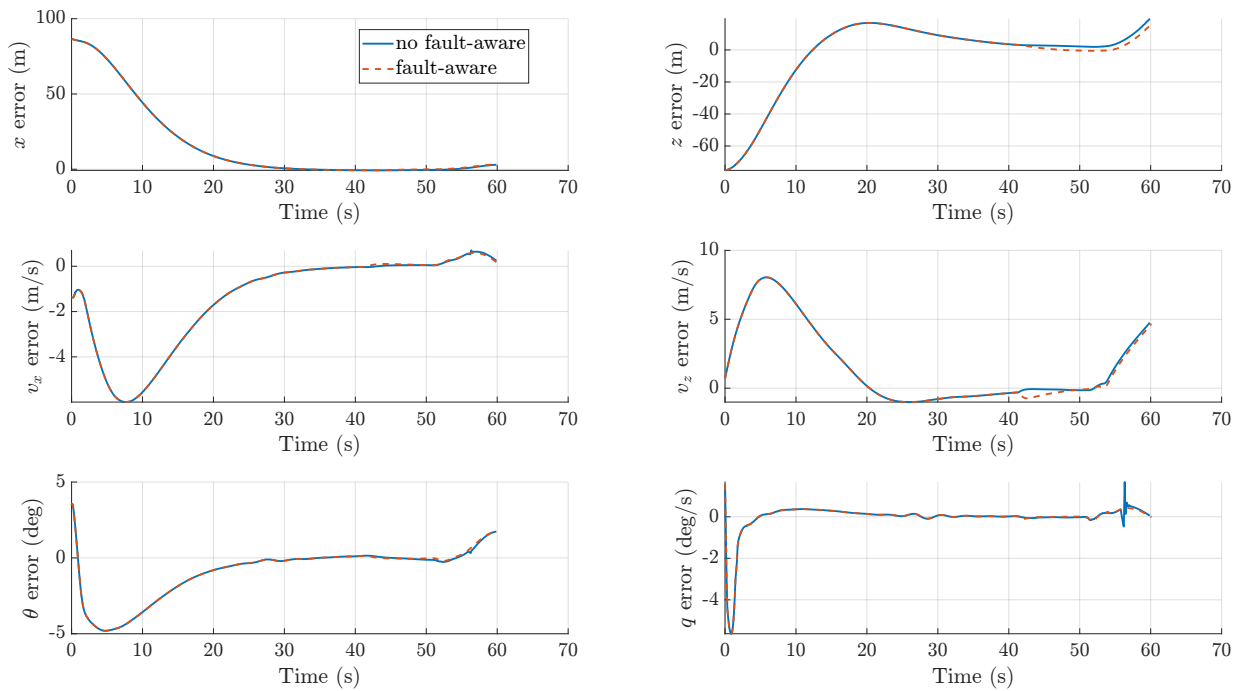 100
50
0
x error (m)
no fault-aware
fault-aware
0 10 20 30 40 50 60 70
Time (s)
0
-20
-40
-60
z error (m)
0 10 20 30 40 50 60 70
Time (s)
0
-2
-4
vₓ error (m/s)
0 10 20 30 40 50 60 70
Time (s)
10
5
0
v_z error (m/s)
0 10 20 30 40 50 60 70
Time (s)
5
0
-5
θ error (deg)
0 10 20 30 40 50 60 70
Time (s)
0
-2
-4
q error (deg/s)
0 10 20 30 40 50 60 70
Time (s)